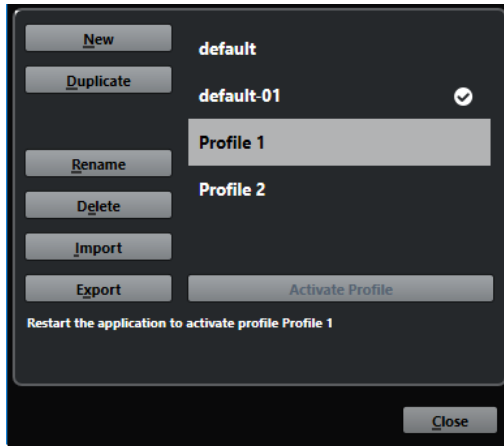 New
Duplicate
Rename
Delete
Import
Export
default
default-01
Profile 1
Profile 2
Activate Profile
Restart the application to activate profile Profile 1
Close